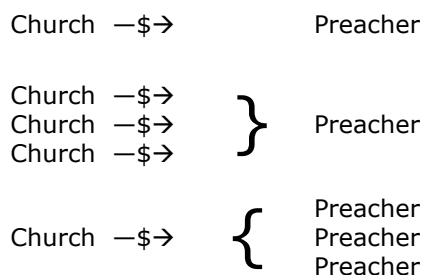 Church —$→ Preacher
Church —$→
Church —$→ } Preacher
Church —$→
Preacher
Church —$→ { Preacher
Preacher